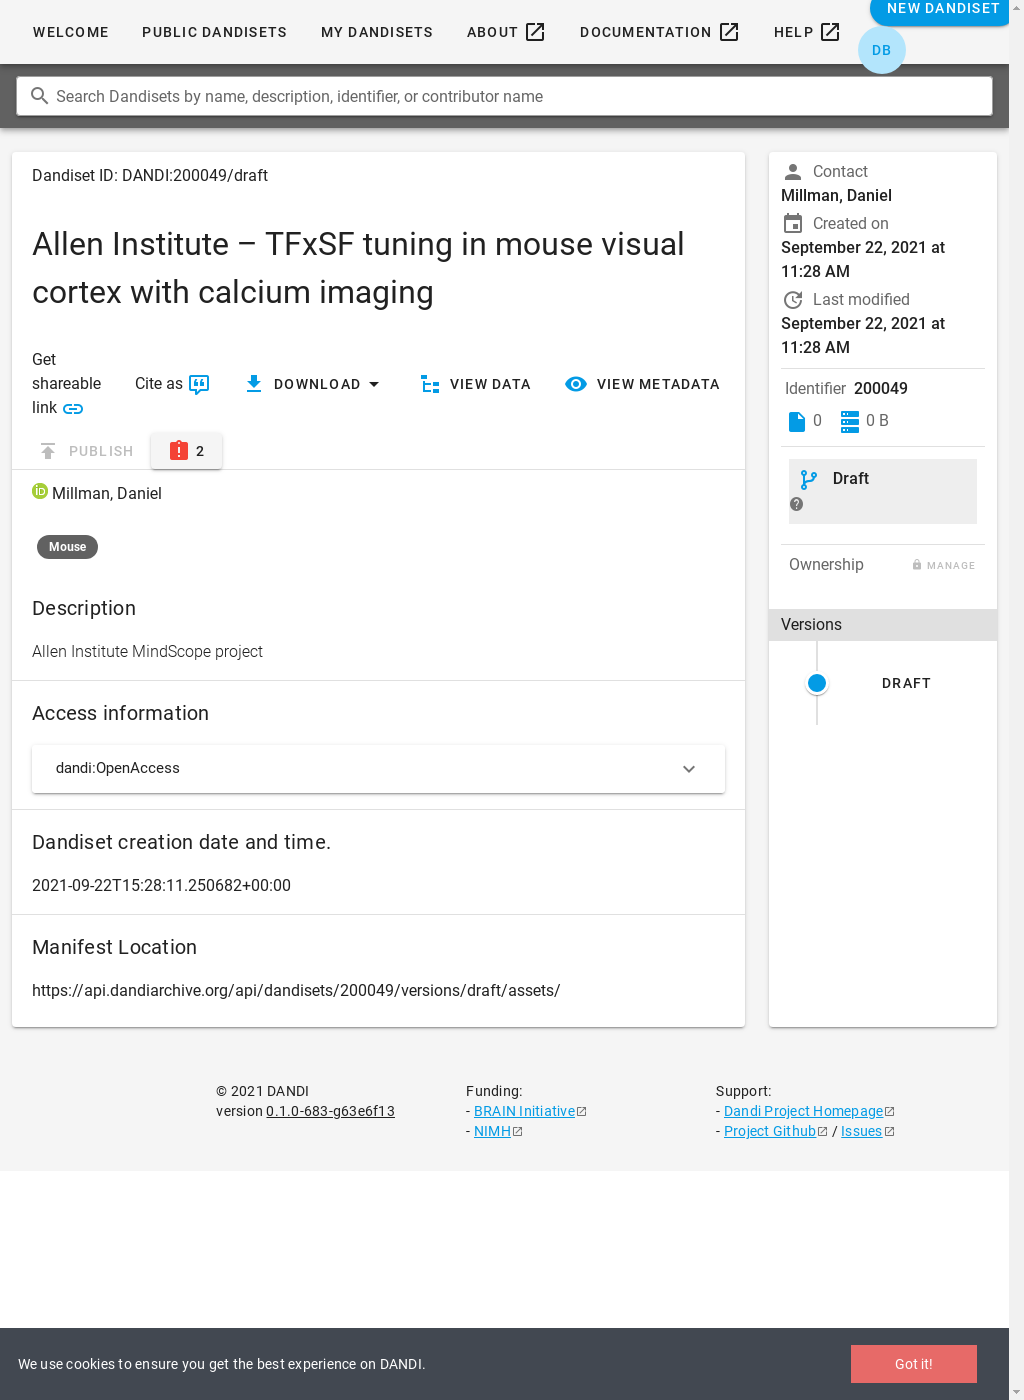 WELCOME PUBLIC DANDISETS MY DANDISETS ABOUT DOCUMENTATION HELP NEW DANDISET
DB
Search Dandisets by name, description, identifier, or contributor name
Dandiset ID: DANDI:200049/draft
Allen Institute – TFxSF tuning in mouse visual
cortex with calcium imaging
Get
shareable
link
Cite as
DOWNLOAD
VIEW DATA
VIEW METADATA
PUBLISH
2
Millman, Daniel
Mouse
Description
Allen Institute MindScope project
Access information
dandi:OpenAccess
Dandiset creation date and time.
2021-09-22T15:28:11.250682+00:00
Manifest Location
https://api.dandiarchive.org/api/dandisets/200049/versions/draft/assets/
Contact
Millman, Daniel
Created on
September 22, 2021 at
11:28 AM
Last modified
September 22, 2021 at
11:28 AM
Identifier 200049
0 0 B
Draft
Ownership MANAGE
Versions
DRAFT
© 2021 DANDI
version 0.1.0-683-g63e6f13
Funding:
- BRAIN Initiative
- NIMH
Support:
- Dandi Project Homepage
- Project Github / Issues
We use cookies to ensure you get the best experience on DANDI.
Got it!